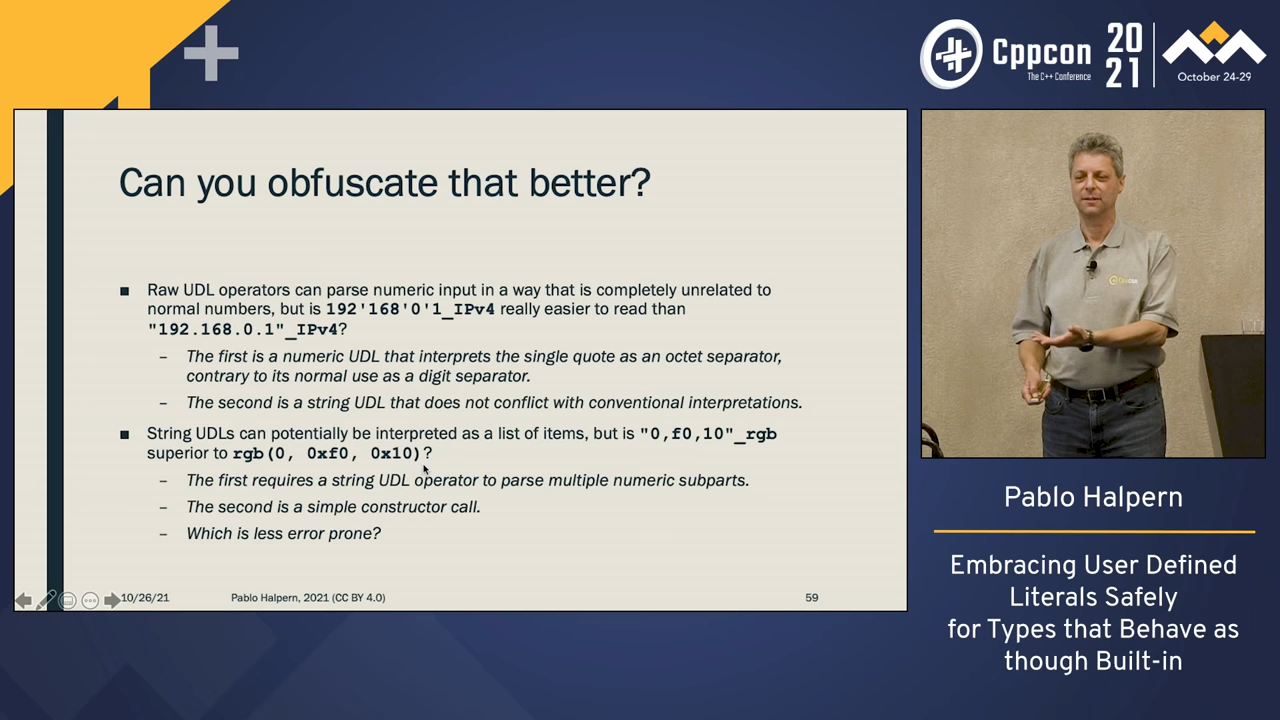 Cppcon
The C++ Conference
20
21
October 24-29
Can you obfuscate that better?
■ Raw UDL operators can parse numeric input in a way that is completely unrelated to
normal numbers, but is 192'168'0'1_IPv4 really easier to read than
"192.168.0.1"_IPv4?
– The first is a numeric UDL that interprets the single quote as an octet separator,
contrary to its normal use as a digit separator.
– The second is a string UDL that does not conflict with conventional interpretations.
■ String UDLs can potentially be interpreted as a list of items, but is "0,f0,10"_rgb
superior to rgb(0, 0xf0, 0x10)?
– The first requires a string UDL operator to parse multiple numeric subparts.
– The second is a simple constructor call.
– Which is less error prone?
10/26/21
Pablo Halpern, 2021 (CC BY 4.0)
59
Cppcon
Pablo Halpern
Embracing User Defined
Literals Safely
for Types that Behave as
though Built-in